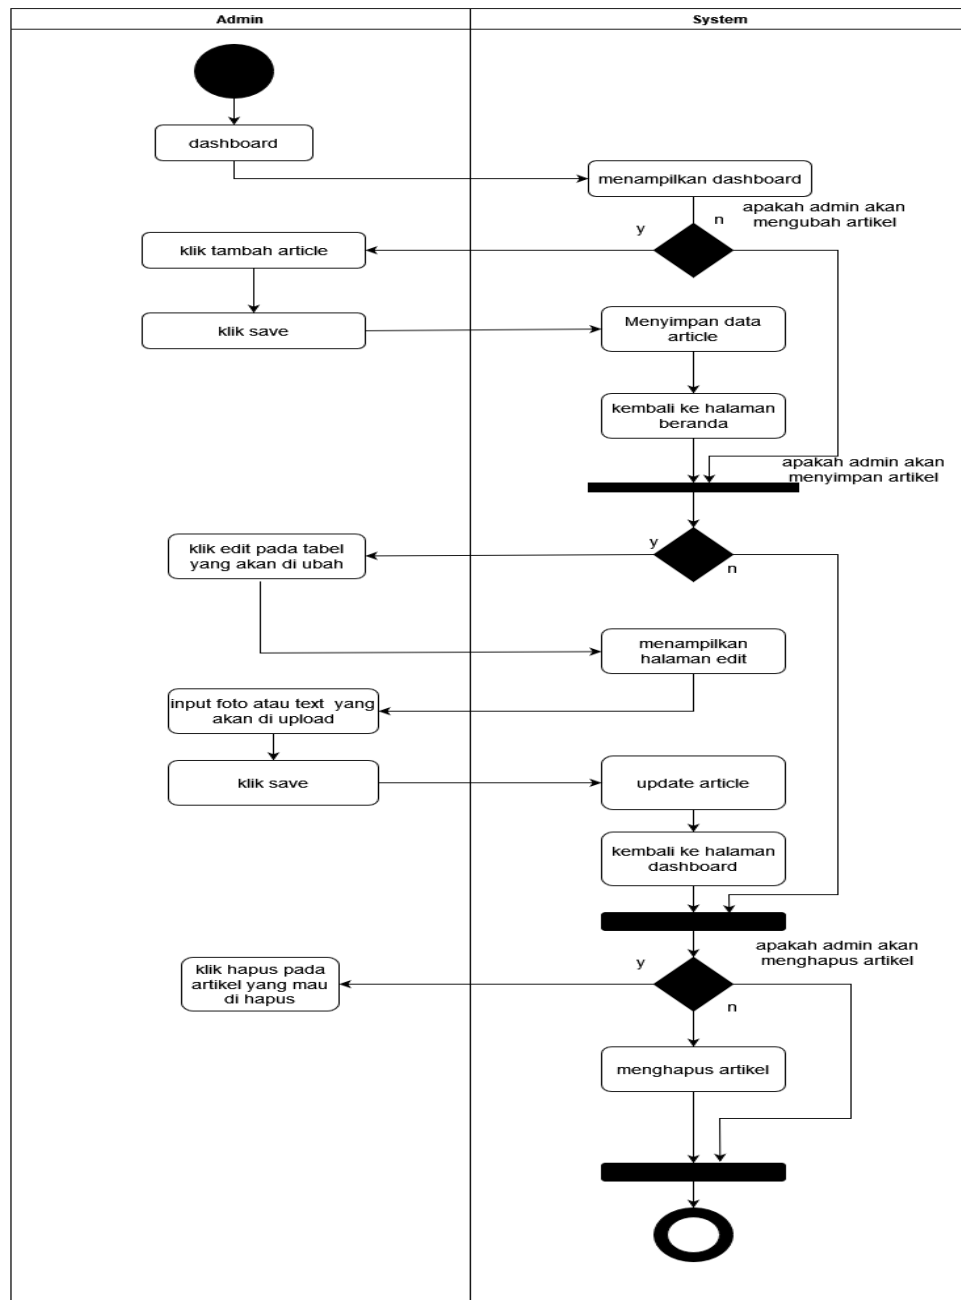 Admin
System
dashboard
menampilkan dashboard
apakah admin akan
mengubah artikel
n
y
klik tambah article
klik save
Menyimpan data
article
kembali ke halaman
beranda
apakah admin akan
menyimpan artikel
y
n
klik edit pada tabel
yang akan di ubah
menampilkan
halaman edit
input foto atau text yang
akan di upload
klik save
update article
kembali ke halaman
dashboard
apakah admin akan
menghapus artikel
y
n
klik hapus pada
artikel yang mau
di hapus
menghapus artikel